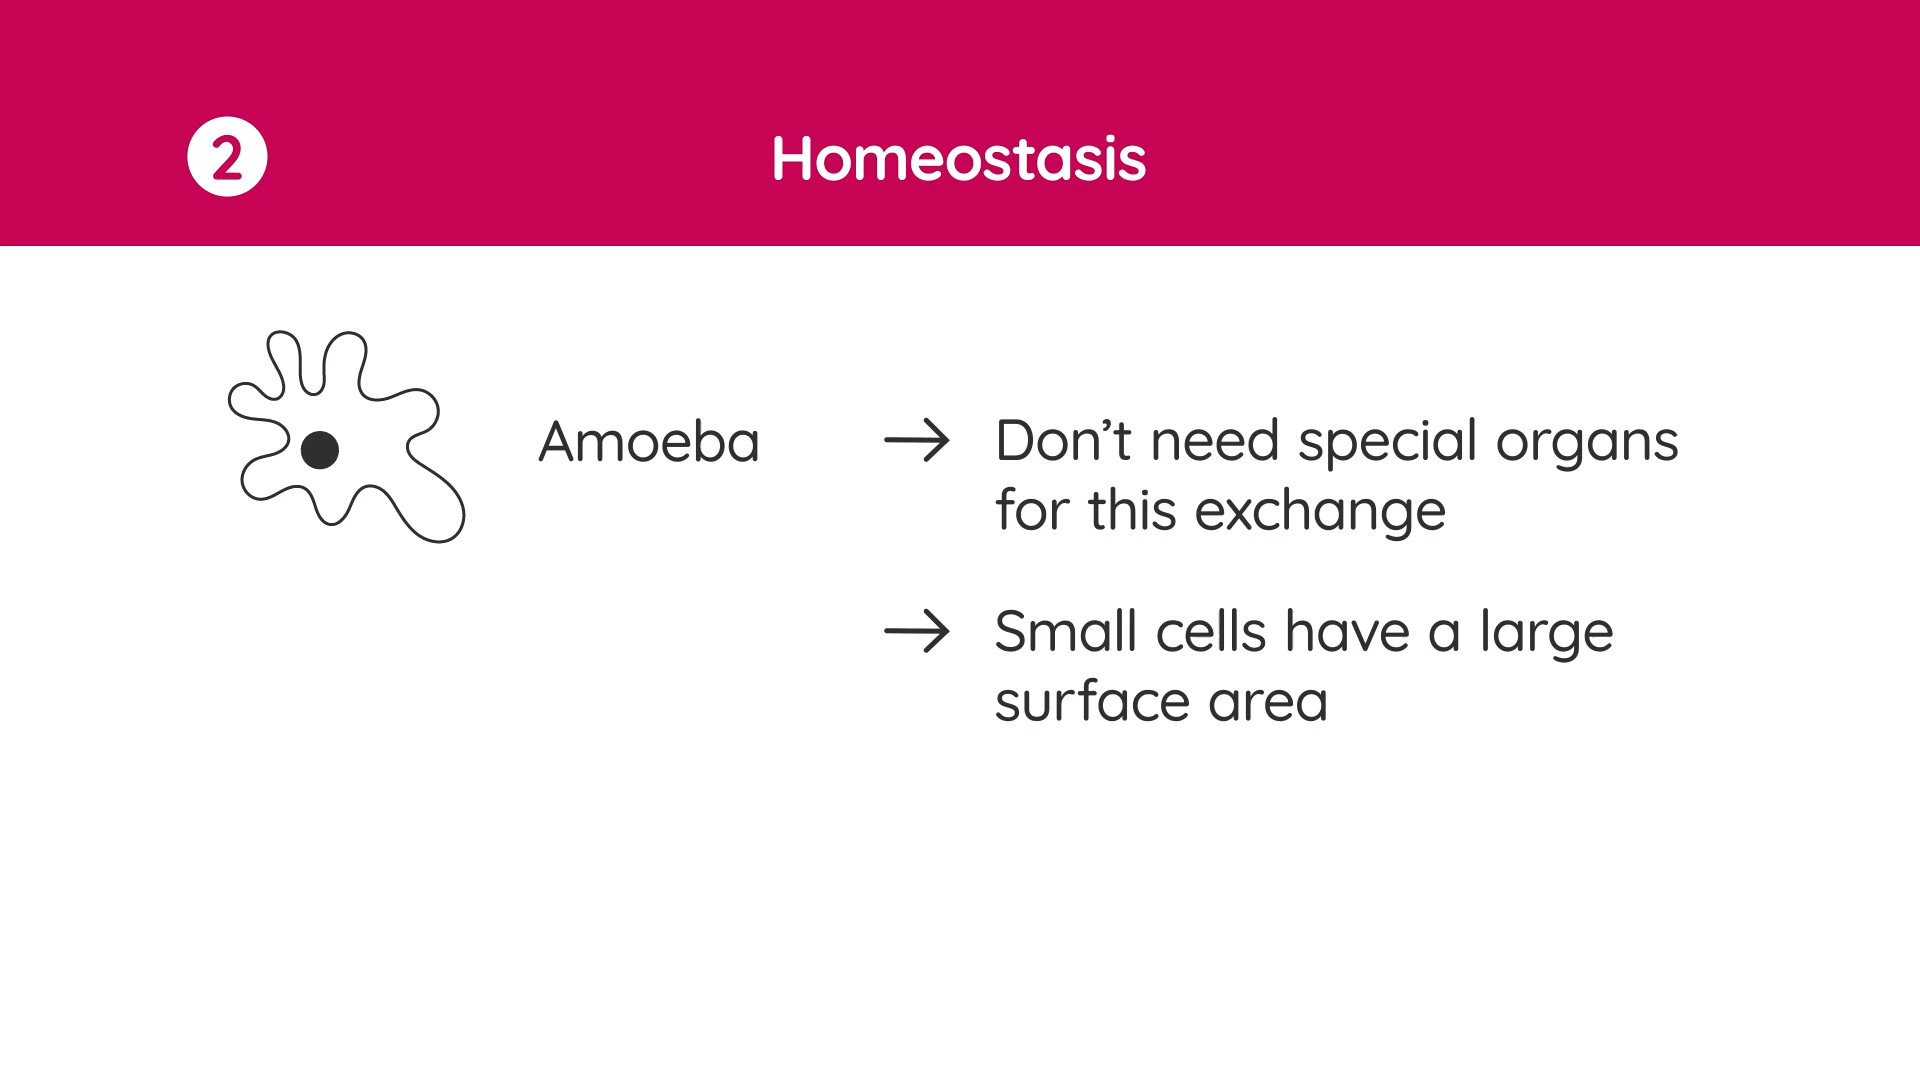 2
Homeostasis
Amoeba
Don’t need special organs
for this exchange
Small cells have a large
surface area